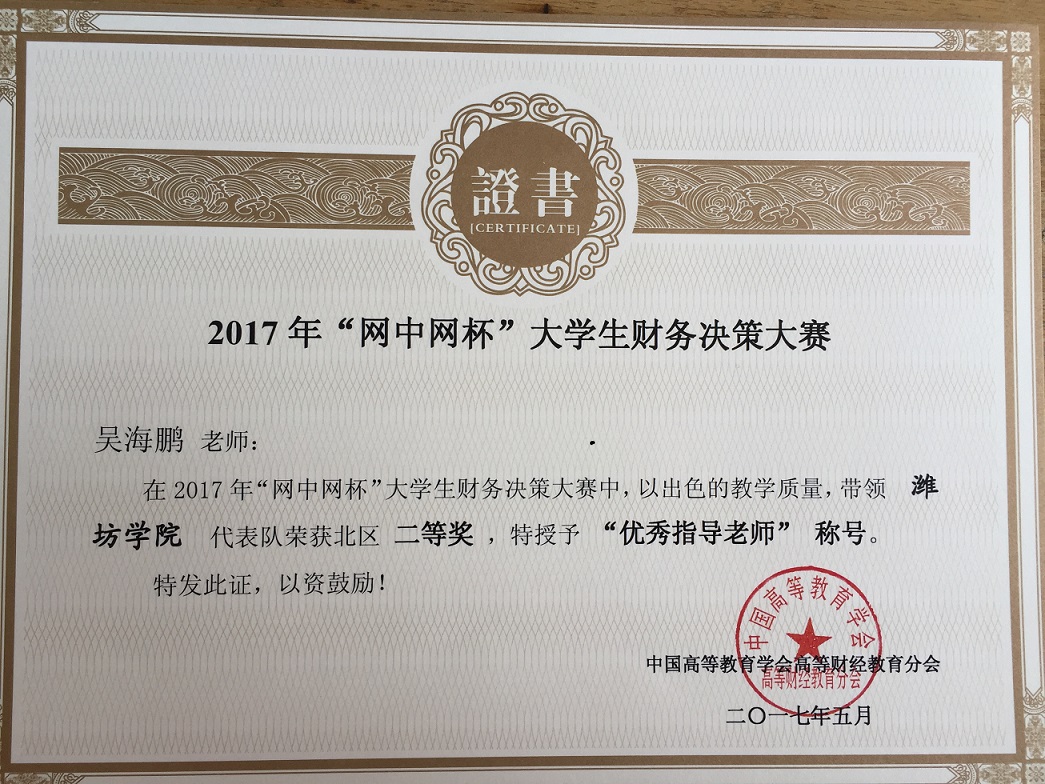 證書
[CERTIFICATE]
2017年“网中网杯”大学生财务决策大赛
吴海鹏 老师：
在2017年“网中网杯”大学生财务决策大赛中，以出色的教学质量，带领 潍
坊学院 代表队荣获北区 二等奖 ，特授予 “优秀指导老师” 称号。
特发此证，以资鼓励！
中国高等教育学会
中国高等教育学会高等财经教育分会
高等财经教育分会
二〇一七年五月